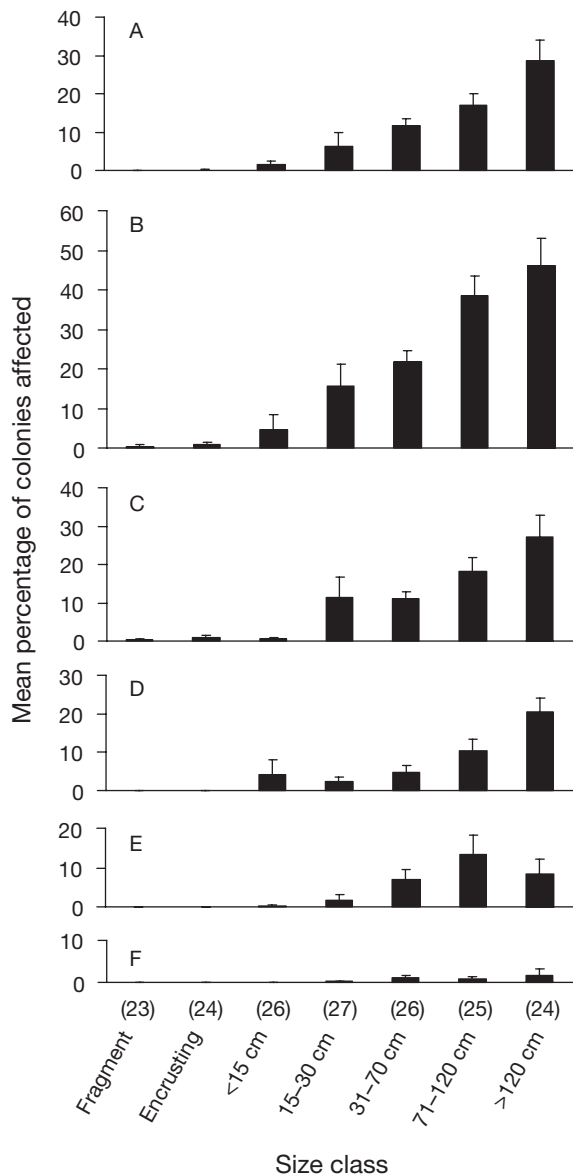 Mean percentage of colonies affected
A
40
30
20
10
0
B
60
50
40
30
20
10
0
C
40
30
20
10
0
D
30
20
10
0
E
20
10
0
F
10
0
(23) (24) (26) (27) (26) (25) (24)
Fragment
Encrusting
<15 cm
15–30 cm
31–70 cm
71–120 cm
>120 cm
Size class